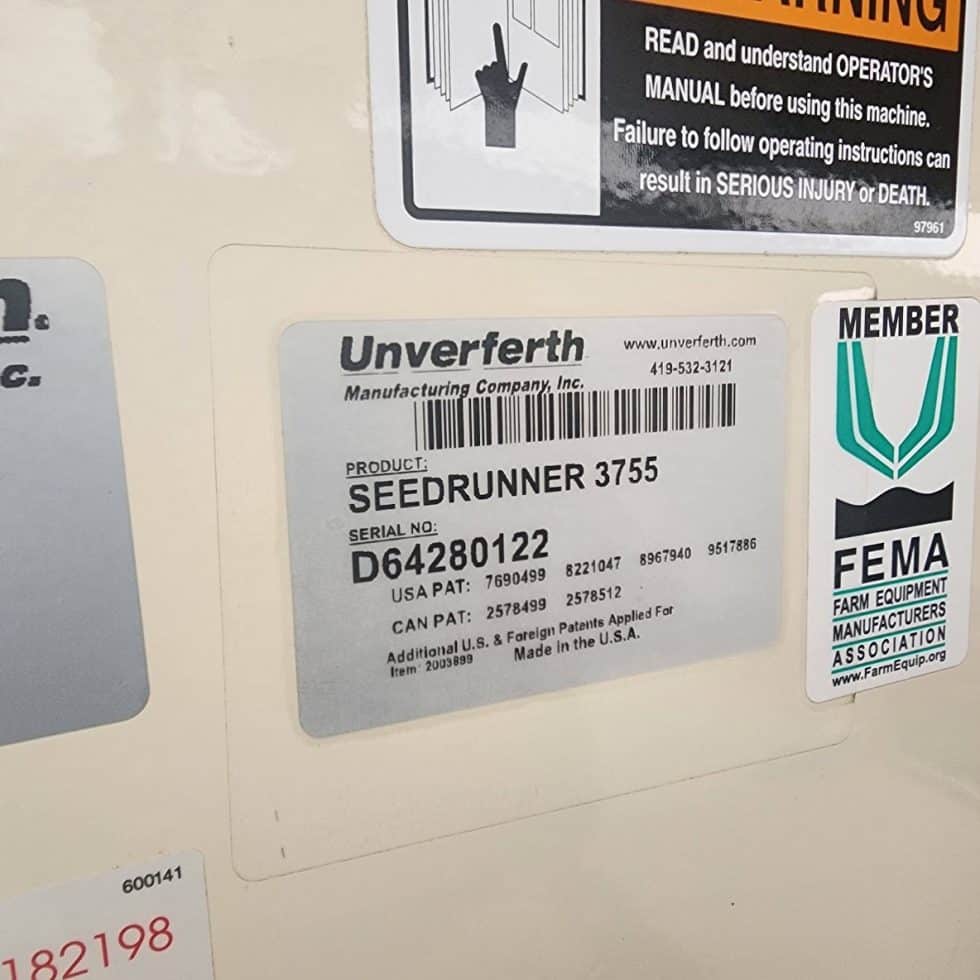 READ and understand OPERATOR'S
MANUAL before using this machine.
Failure to follow operating instructions can
result in SERIOUS INJURY or DEATH.
97961
Unverferth
Manufacturing Company, Inc.
www.unverferth.com
419-532-3121
PRODUCT:
SEEDRUNNER 3755
SERIAL NO:
D64280122
USA PAT: 7690499 8221047 8967940 9517886
CAN PAT: 2578499 2578512
Additional U.S. & Foreign Patents Applied For
Item: 2003899 Made in the U.S.A.
MEMBER
FEMA
FARM EQUIPMENT
MANUFACTURERS
ASSOCIATION
www.FarmEquip.org
600141
182198